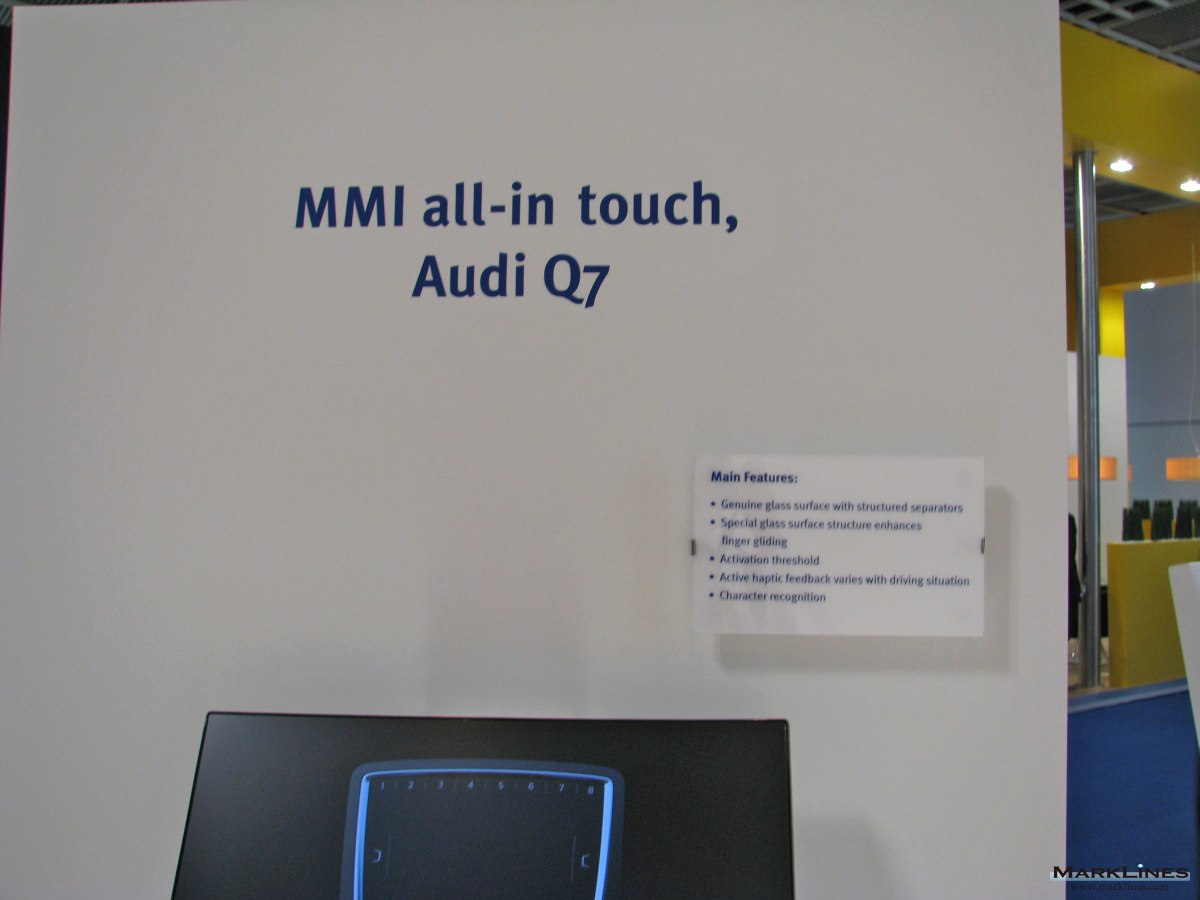 MMI all-in touch,
Audi Q7
Main Features:
• Genuine glass surface with structured separators
• Special glass surface structure enhances
finger gliding
• Activation threshold
• Active haptic feedback varies with driving situation
• Character recognition
1 2 3 4 5 6 7 8
MARKLINES
www.marklines.com